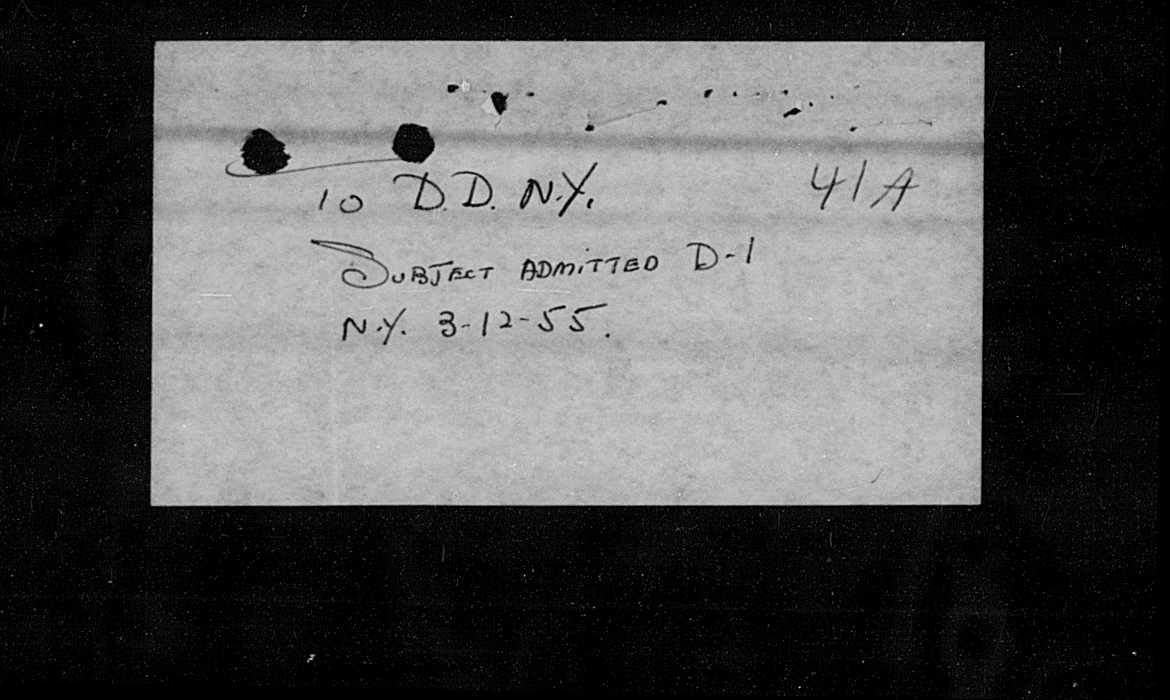 10 D.D. N.Y. 41A
SUBJECT ADMITTED D-1
N.Y. 3-12-55.